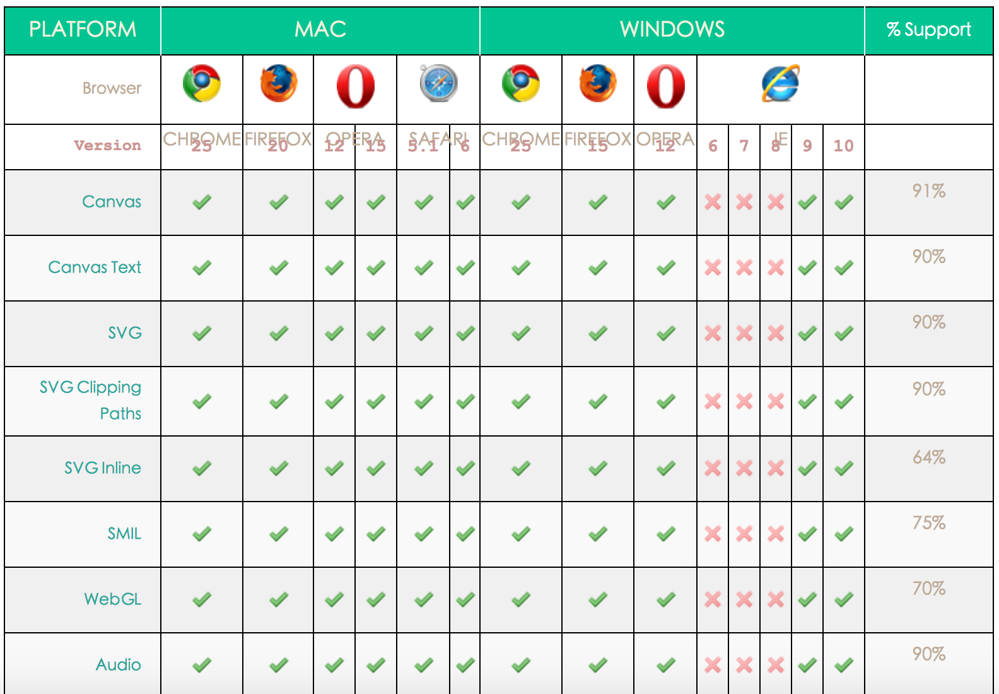 PLATFORM MAC WINDOWS % Support
Browser
CHROME FIREFOX OPERA SAFARI CHROME FIREFOX OPERA IE
Version 25 20 12 15 5.1 6 25 15 12 6 7 8 9 10
Canvas 91%
Canvas Text 90%
SVG 90%
SVG Clipping 90%
Paths
SVG Inline 64%
SMIL 75%
WebGL 70%
Audio 90%